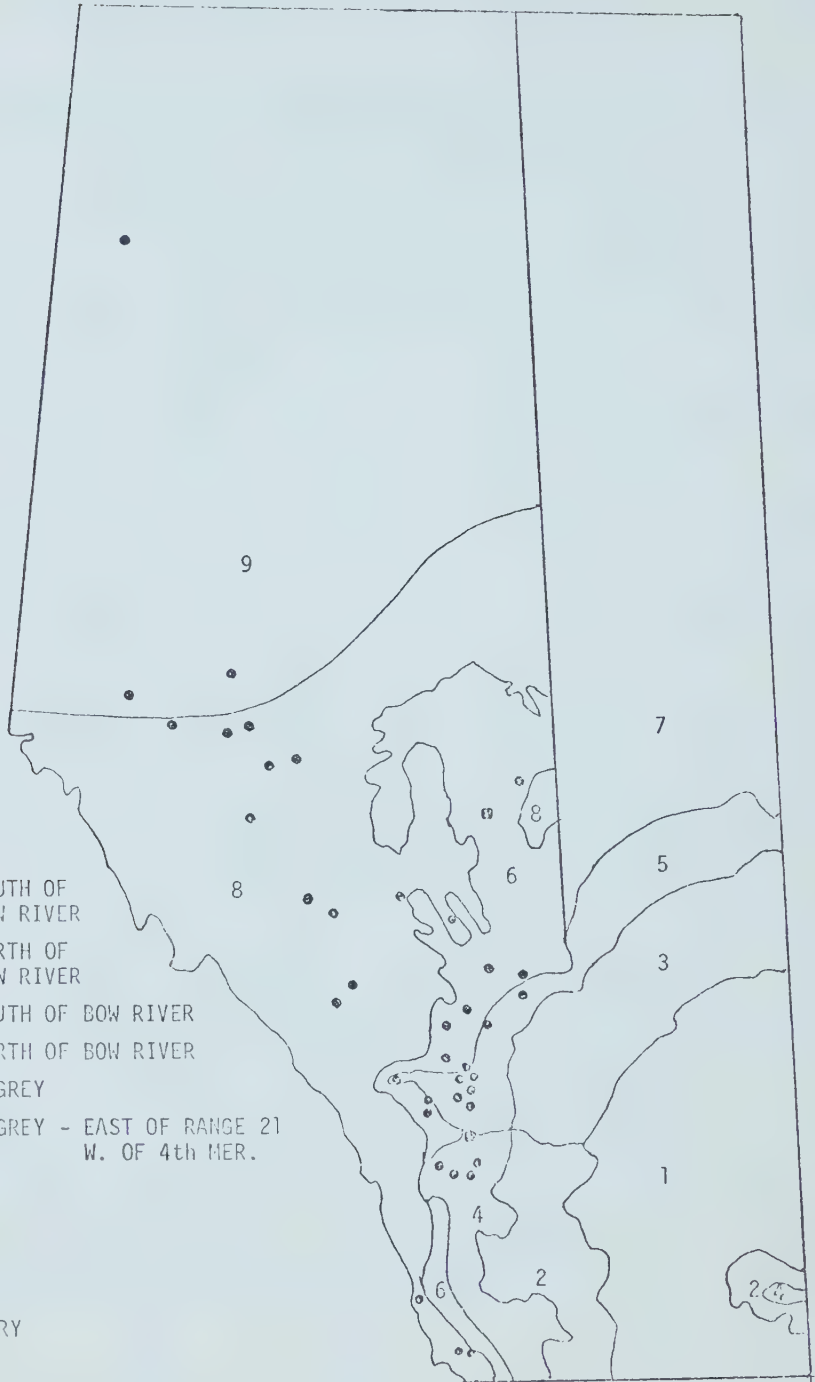 9
7
8
5
6
8
3
UTH OF
W RIVER
RTH OF
W RIVER
UTH OF BOW RIVER
RTH OF BOW RIVER
GREY
GREY - EAST OF RANGE 21
W. OF 4th MER.
1
4
2
6
2
4
RY